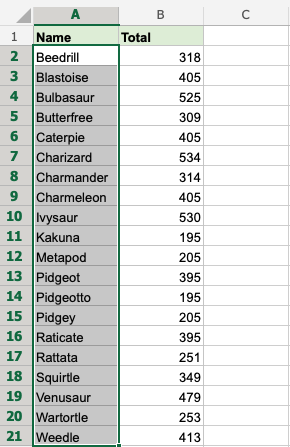 A B C
1 Name Total
2 Beedrill 318
3 Blastoise 405
4 Bulbasaur 525
5 Butterfree 309
6 Caterpie 405
7 Charizard 534
8 Charmander 314
9 Charmeleon 405
10 Ivysaur 530
11 Kakuna 195
12 Metapod 205
13 Pidgeot 395
14 Pidgeotto 195
15 Pidgey 205
16 Raticate 395
17 Rattata 251
18 Squirtle 349
19 Venusaur 479
20 Wartortle 253
21 Weedle 413